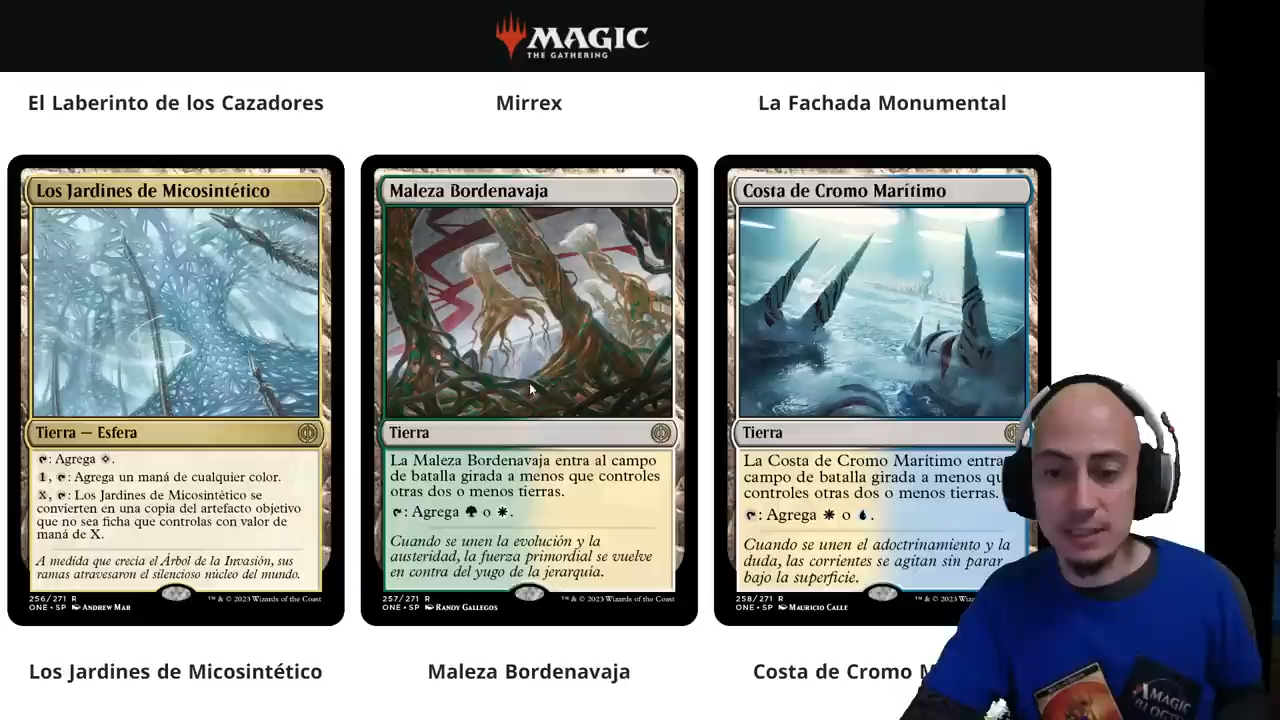 MAGIC
THE GATHERING
El Laberinto de los Cazadores
Mirrex
La Fachada Monumental
Los Jardines de Micosintético
Tierra — Esfera
: Agrega .
1, : Agrega un maná de cualquier color.
X, : Los Jardines de Micosintético se
convierten en una copia del artefacto objetivo
que no sea ficha que controlas con valor de
maná de X.
A medida que crecía el Árbol de la Invasión, sus
ramas atravesaron el silencioso núcleo del mundo.
256/271 R
ONE • SP ANDREW MAR
™ & © 2023 Wizards of the Coast
Maleza Bordenavaja
Tierra
La Maleza Bordenavaja entra al campo
de batalla girada a menos que controles
otras dos o menos tierras.
: Agrega o .
Cuando se unen la evolución y la
austeridad, la fuerza primordial se vuelve
en contra del yugo de la jerarquía.
257/271 R
ONE • SP RANDY GALLEGOS
™ & © 2023 Wizards of the Coast
Costa de Cromo Marítimo
Tierra
La Costa de Cromo Marítimo entra
campo de batalla girada a menos
controles otras dos o menos tierras.
: Agrega o .
Cuando se unen el adoctrinamiento y la
duda, las corrientes se agitan sin parar
bajo la superficie.
258/271 R
ONE • SP MAURICIO CALLE
™ & © 2023
Los Jardines de Micosintético
Maleza Bordenavaja
Costa de Cromo
MAGIC